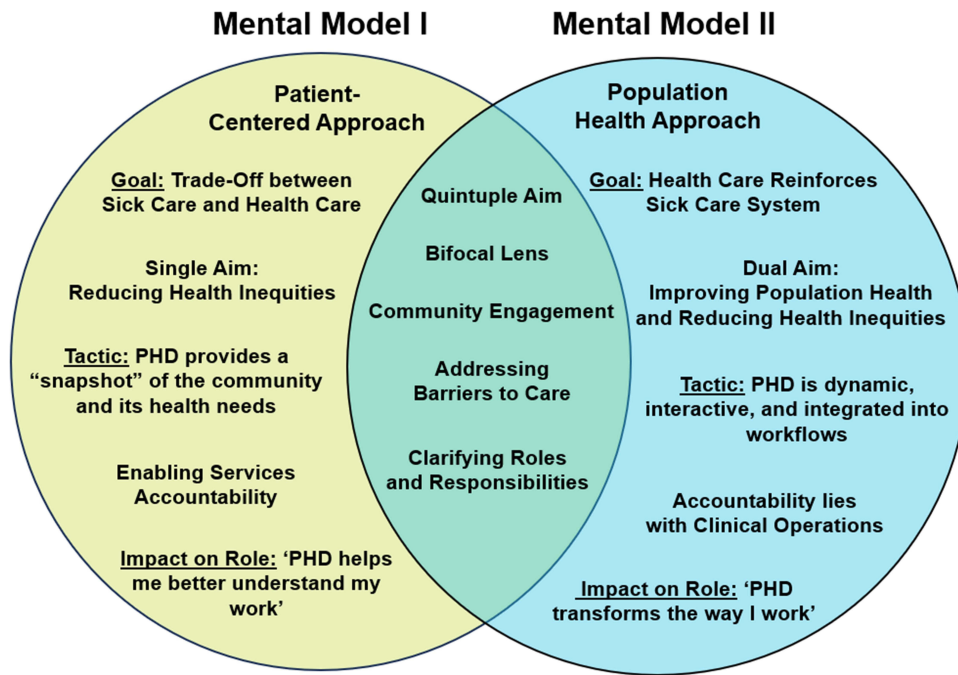 Mental Model I
Mental Model II
Patient-
Centered Approach
Goal: Trade-Off between
Sick Care and Health Care
Single Aim:
Reducing Health Inequities
Tactic: PHD provides a
“snapshot” of the community
and its health needs
Enabling Services
Accountability
Impact on Role: ‘PHD helps
me better understand my
work’
Quintuple Aim
Bifocal Lens
Community Engagement
Addressing
Barriers to Care
Clarifying Roles
and Responsibilities
Population
Health Approach
Goal: Health Care Reinforces
Sick Care System
Dual Aim:
Improving Population Health
and Reducing Health Inequities
Tactic: PHD is dynamic,
interactive, and integrated into
workflows
Accountability lies
with Clinical Operations
Impact on Role: ‘PHD
transforms the way I work’